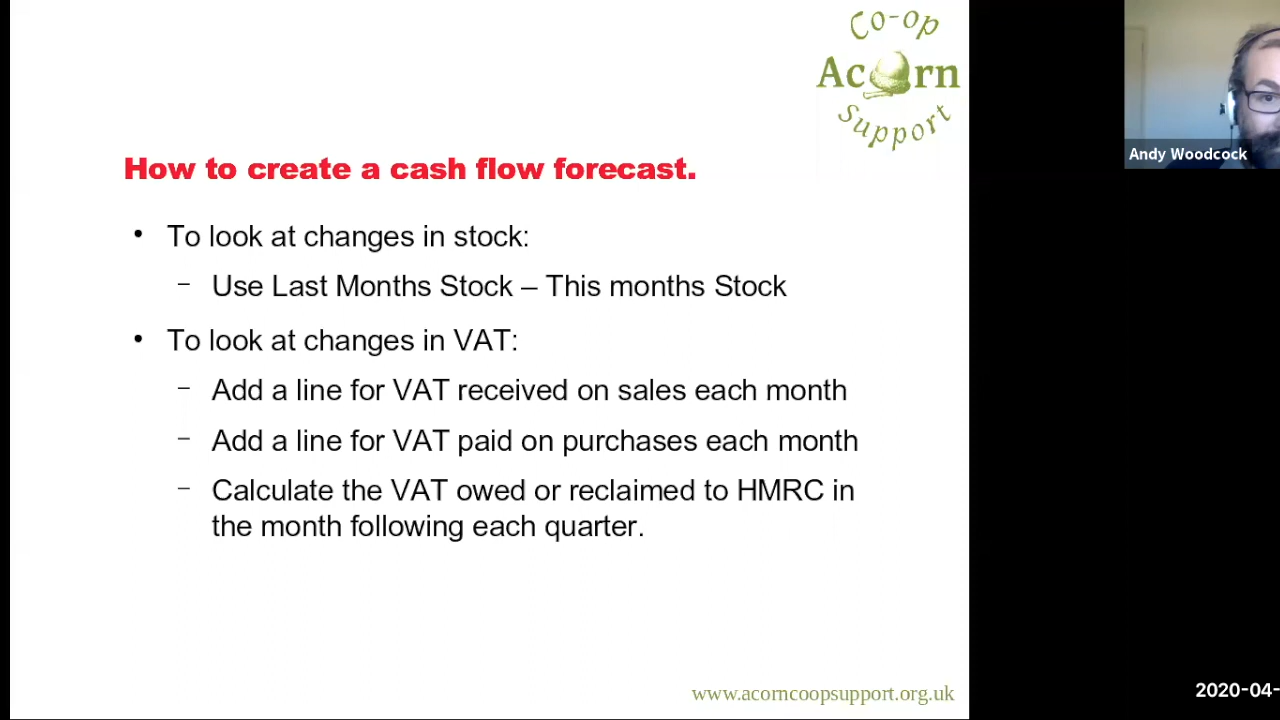 Co-op
Acorn
Support
Andy Woodcock
How to create a cash flow forecast.
• To look at changes in stock:
– Use Last Months Stock – This months Stock
• To look at changes in VAT:
– Add a line for VAT received on sales each month
– Add a line for VAT paid on purchases each month
– Calculate the VAT owed or reclaimed to HMRC in
the month following each quarter.
www.acorncoopsupport.org.uk
2020-04-